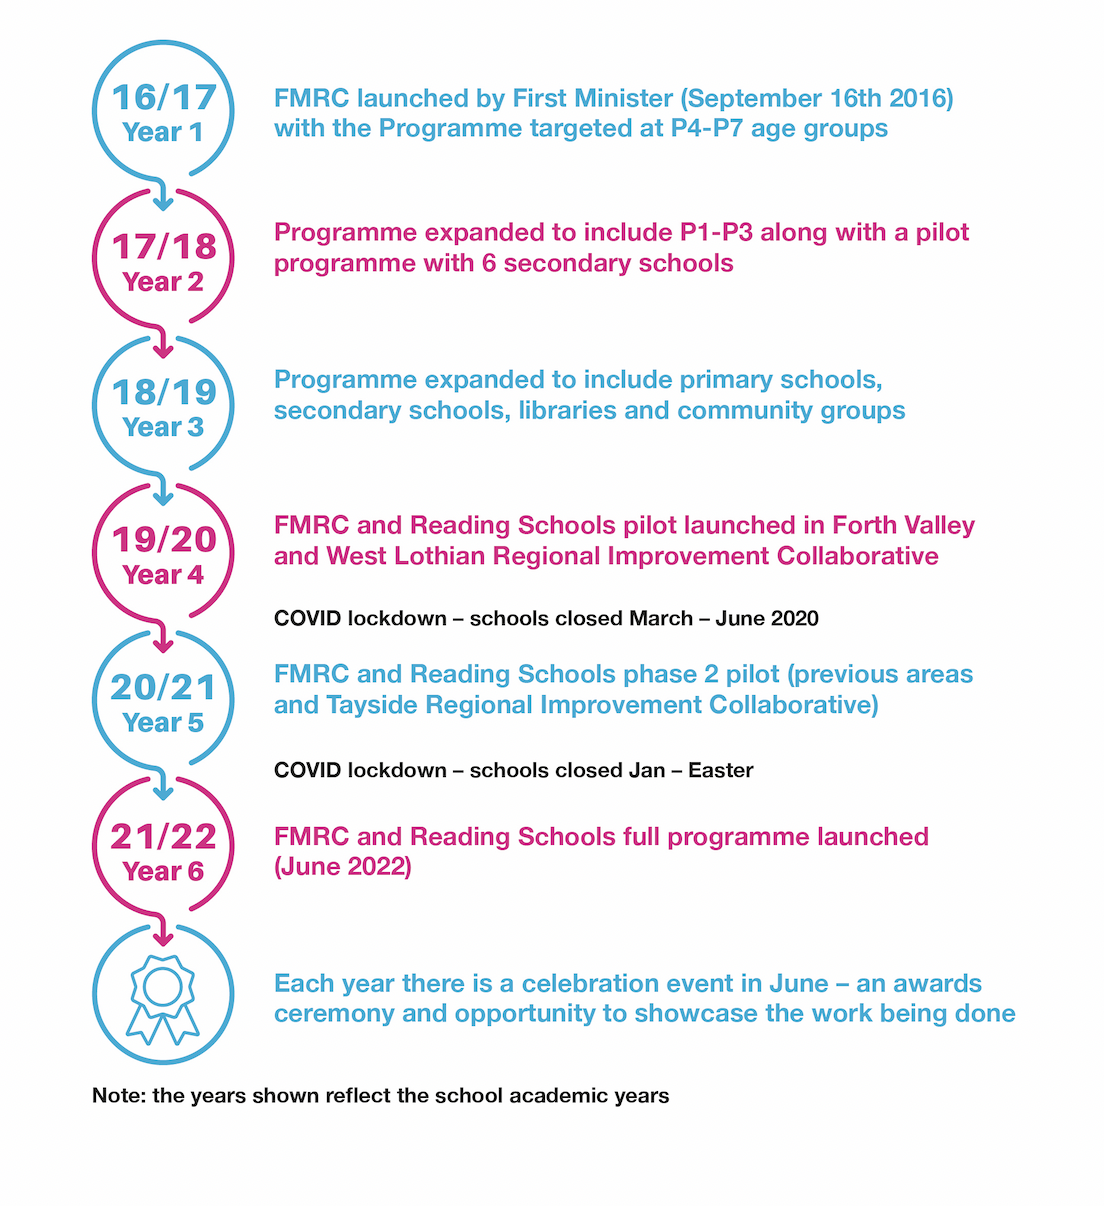 16/17
Year 1
FMRC launched by First Minister (September 16th 2016)
with the Programme targeted at P4-P7 age groups
17/18
Year 2
Programme expanded to include P1-P3 along with a pilot
programme with 6 secondary schools
18/19
Year 3
Programme expanded to include primary schools,
secondary schools, libraries and community groups
19/20
Year 4
FMRC and Reading Schools pilot launched in Forth Valley
and West Lothian Regional Improvement Collaborative
COVID lockdown – schools closed March – June 2020
20/21
Year 5
FMRC and Reading Schools phase 2 pilot (previous areas
and Tayside Regional Improvement Collaborative)
COVID lockdown – schools closed Jan – Easter
21/22
Year 6
FMRC and Reading Schools full programme launched
(June 2022)
Each year there is a celebration event in June – an awards
ceremony and opportunity to showcase the work being done
Note: the years shown reflect the school academic years